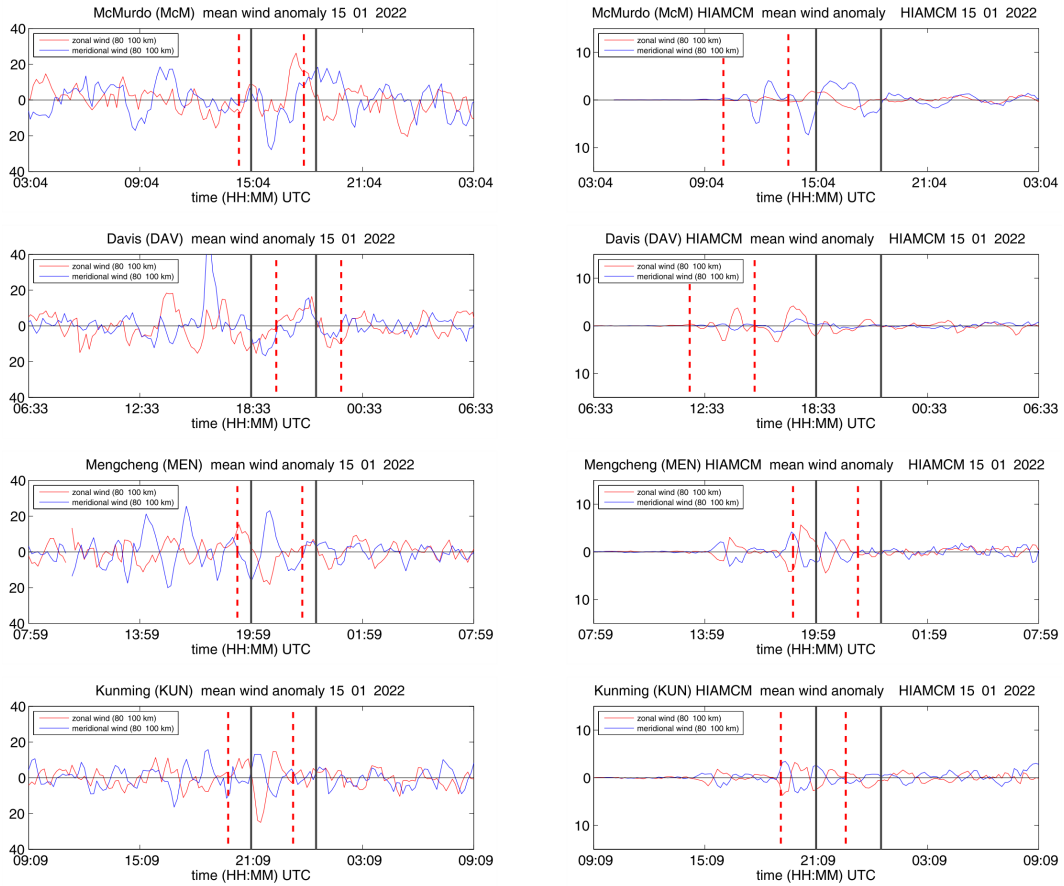 McMurdo (McM) mean wind anomaly 15 01 2022
40
20
0
20
40
zonal wind (80 100 km)
meridional wind (80 100 km)
03:04 09:04 15:04 21:04 03:04
time (HH:MM) UTC
McMurdo (McM) HIAMCM mean wind anomaly HIAMCM 15 01 2022
10
0
10
zonal wind (80 100 km)
meridional wind (80 100 km)
03:04 09:04 15:04 21:04 03:04
time (HH:MM) UTC
Davis (DAV) mean wind anomaly 15 01 2022
40
20
0
20
40
zonal wind (80 100 km)
meridional wind (80 100 km)
06:33 12:33 18:33 00:33 06:33
time (HH:MM) UTC
Davis (DAV) HIAMCM mean wind anomaly HIAMCM 15 01 2022
10
0
10
zonal wind (80 100 km)
meridional wind (80 100 km)
06:33 12:33 18:33 00:33 06:33
time (HH:MM) UTC
Mengcheng (MEN) mean wind anomaly 15 01 2022
40
20
0
20
40
zonal wind (80 100 km)
meridional wind (80 100 km)
07:59 13:59 19:59 01:59 07:59
time (HH:MM) UTC
Mengcheng (MEN) HIAMCM mean wind anomaly HIAMCM 15 01 2022
10
0
10
zonal wind (80 100 km)
meridional wind (80 100 km)
07:59 13:59 19:59 01:59 07:59
time (HH:MM) UTC
Kunming (KUN) mean wind anomaly 15 01 2022
40
20
0
20
40
zonal wind (80 100 km)
meridional wind (80 100 km)
09:09 15:09 21:09 03:09 09:09
time (HH:MM) UTC
Kunming (KUN) HIAMCM mean wind anomaly HIAMCM 15 01 2022
10
0
10
zonal wind (80 100 km)
meridional wind (80 100 km)
09:09 15:09 21:09 03:09 09:09
time (HH:MM) UTC